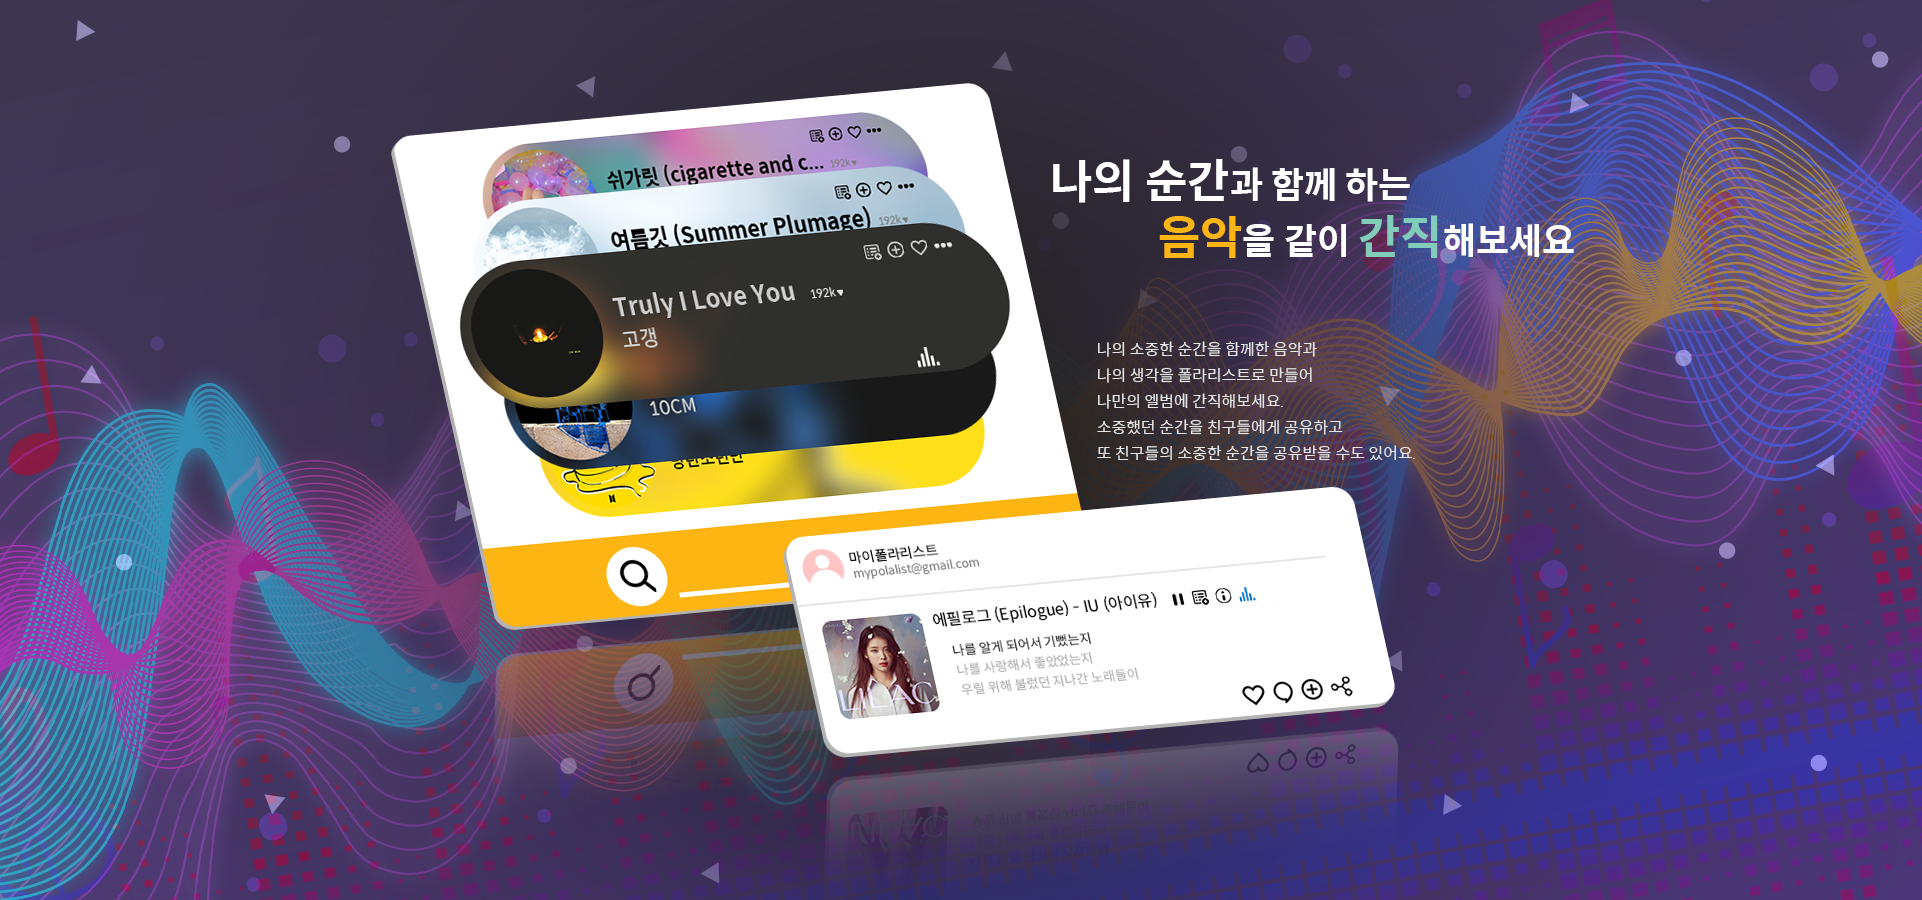 쉬가릿 (cigarette and c... 192k♥
여름깃 (Summer Plumage) 192k♥
Truly I Love You 192k♥
고갱
10CM
방탄소년단
나의 순간과 함께 하는
음악을 같이 간직해보세요
나의 소중한 순간을 함께한 음악과
나의 생각을 폴라리스트로 만들어
나만의 엘범에 간직해보세요.
소중했던 순간을 친구들에게 공유하고
또 친구들의 소중한 순간을 공유받을 수도 있어요.
마이폴라리스트
mypolalist@gmail.com
에필로그 (Epilogue) - IU (아이유)
나를 알게 되어서 기뻤는지
나를 사랑해서 좋았었는지
우릴 위해 불렀던 지나간 노래들이
LILAC